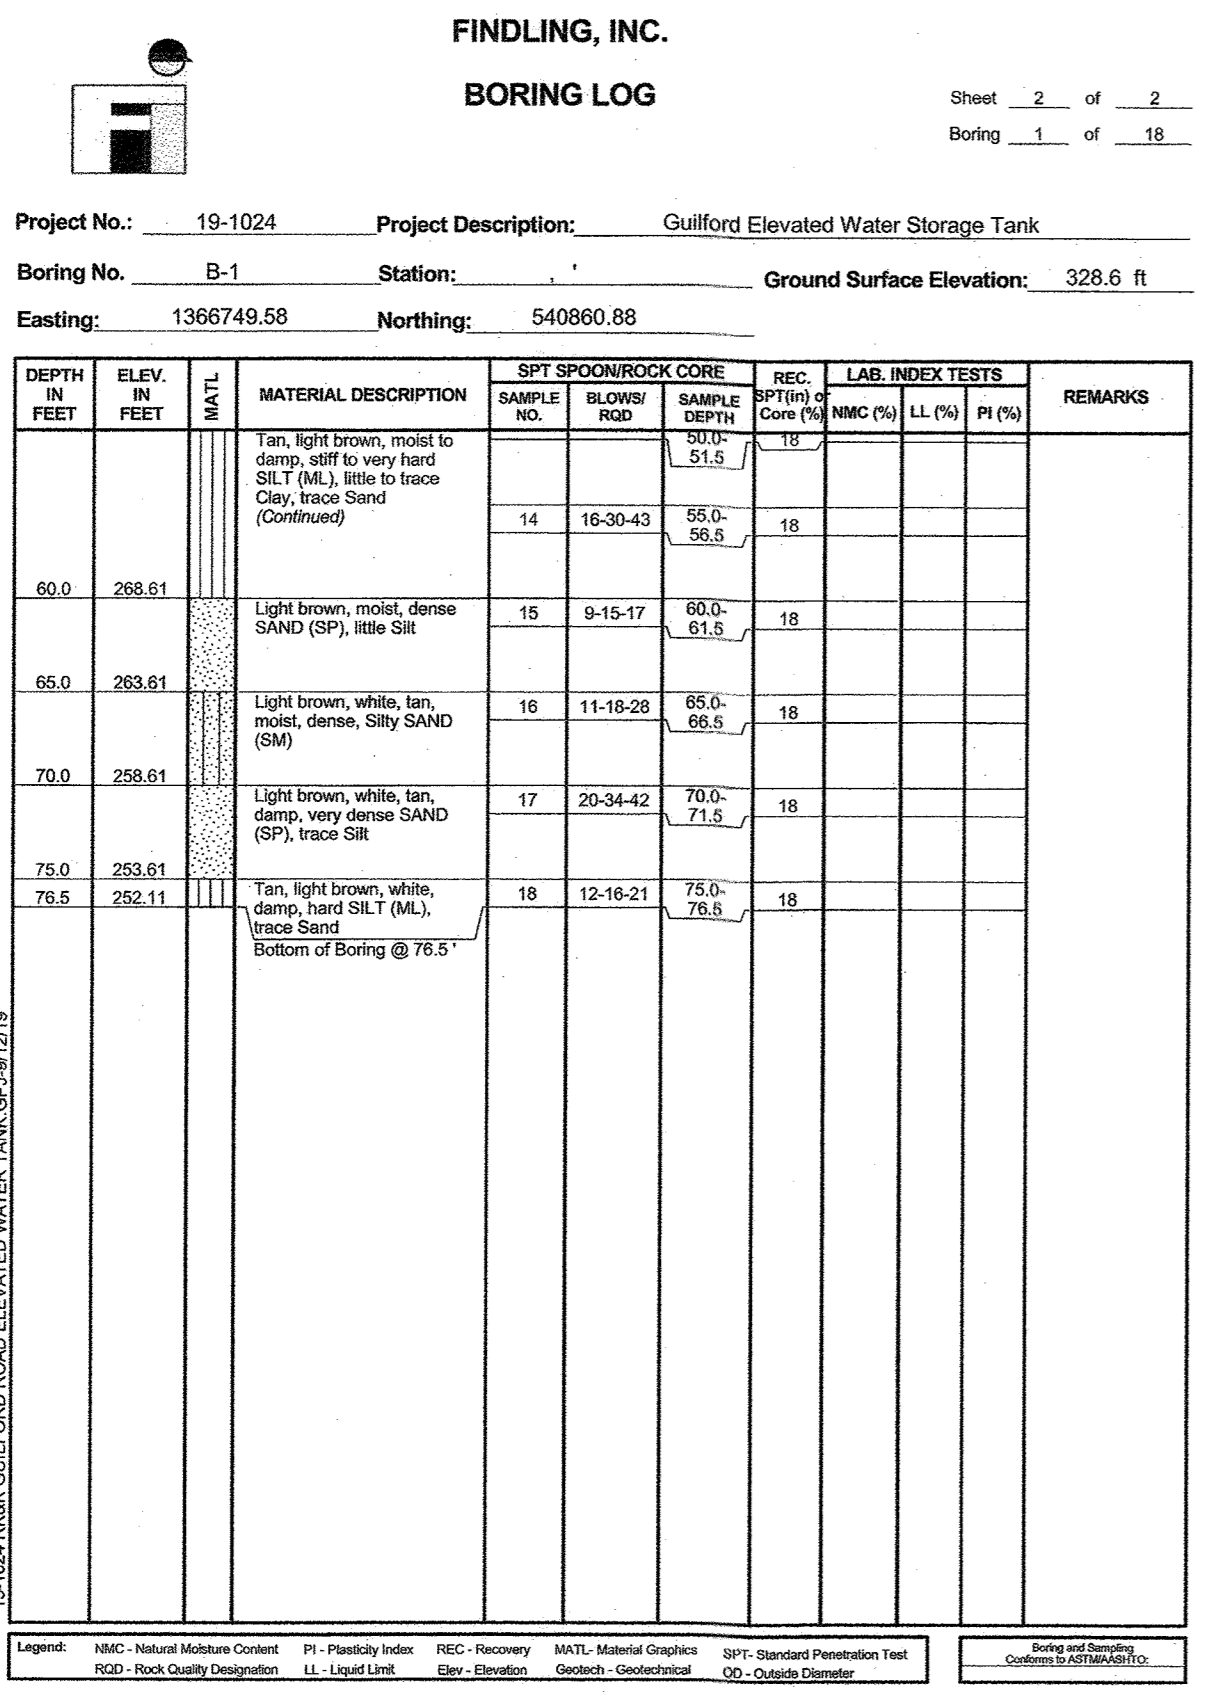 FINDLING, INC.
BORING LOG
Sheet 2 of 2
Boring 1 of 18
Project No.: 19-1024 Project Description: Guilford Elevated Water Storage Tank
Boring No. B-1 Station: , ' Ground Surface Elevation: 328.6 ft
Easting: 1366749.58 Northing: 540860.88
DEPTH IN FEET ELEV. IN FEET MATL MATERIAL DESCRIPTION SPT SPOON/ROCK CORE REC. SPT(in) or Core (%) LAB. INDEX TESTS REMARKS
SAMPLE NO. BLOWS/ RQD SAMPLE DEPTH NMC (%) LL (%) PI (%)
Tan, light brown, moist to 50.0- 18
damp, stiff to very hard 51.5
SILT (ML), little to trace
Clay, trace Sand
(Continued) 14 16-30-43 55.0- 18
56.5
60.0 268.61
Light brown, moist, dense 15 9-15-17 60.0- 18
SAND (SP), little Silt 61.5
65.0 263.61
Light brown, white, tan, 16 11-18-28 65.0- 18
moist, dense, Silty SAND 66.5
(SM)
70.0 258.61
Light brown, white, tan, 17 20-34-42 70.0- 18
damp, very dense SAND 71.5
(SP), trace Silt
75.0 253.61
Tan, light brown, white, 18 12-16-21 75.0- 18
76.5 252.11 damp, hard SILT (ML), 76.5
trace Sand
Bottom of Boring @ 76.5 '
Legend: NMC - Natural Moisture Content PI - Plasticity Index REC - Recovery MATL- Material Graphics SPT- Standard Penetration Test
RQD - Rock Quality Designation LL - Liquid Limit Elev - Elevation Geotech - Geotechnical OD - Outside Diameter
Boring and Sampling
Conforms to ASTM/AASHTO: